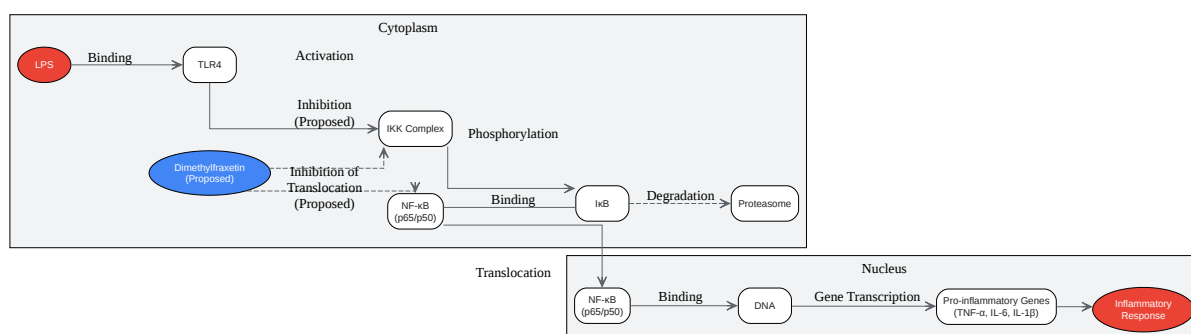 Cytoplasm
LPS
Binding
TLR4
Activation
Inhibition
(Proposed)
IKK Complex
Phosphorylation
Dimethylfraxetin
(Proposed)
Inhibition of
Translocation
(Proposed)
NF-κB
(p65/p50)
Binding
IκB
Degradation
Proteasome
Translocation
Nucleus
NF-κB
(p65/p50)
Binding
DNA
Gene Transcription
Pro-inflammatory Genes
(TNF-α, IL-6, IL-1β)
Inflammatory
Response